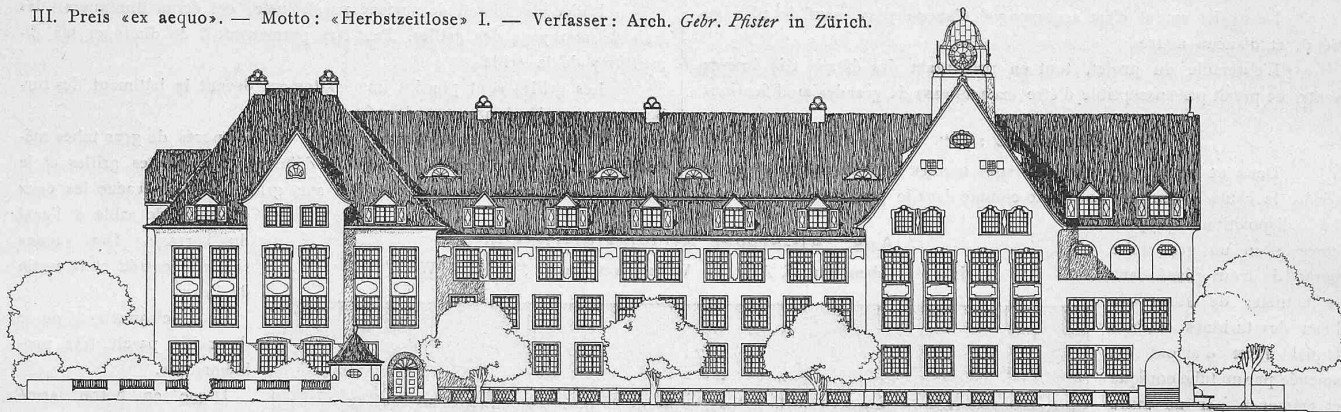 III. Preis «ex aequo». — Motto: «Herbstzeitlose» I. — Verfasser: Arch. Gebr. Pfister in Zürich.